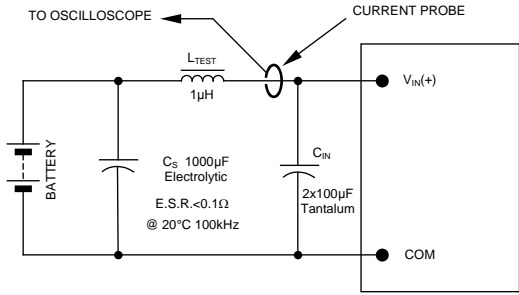 TO OSCILLOSCOPE
CURRENT PROBE
LTEST
1µH
VIN(+)
BATTERY
CS 1000µF
Electrolytic
E.S.R.<0.1Ω
@ 20°C 100kHz
CIN
2x100µF
Tantalum
COM